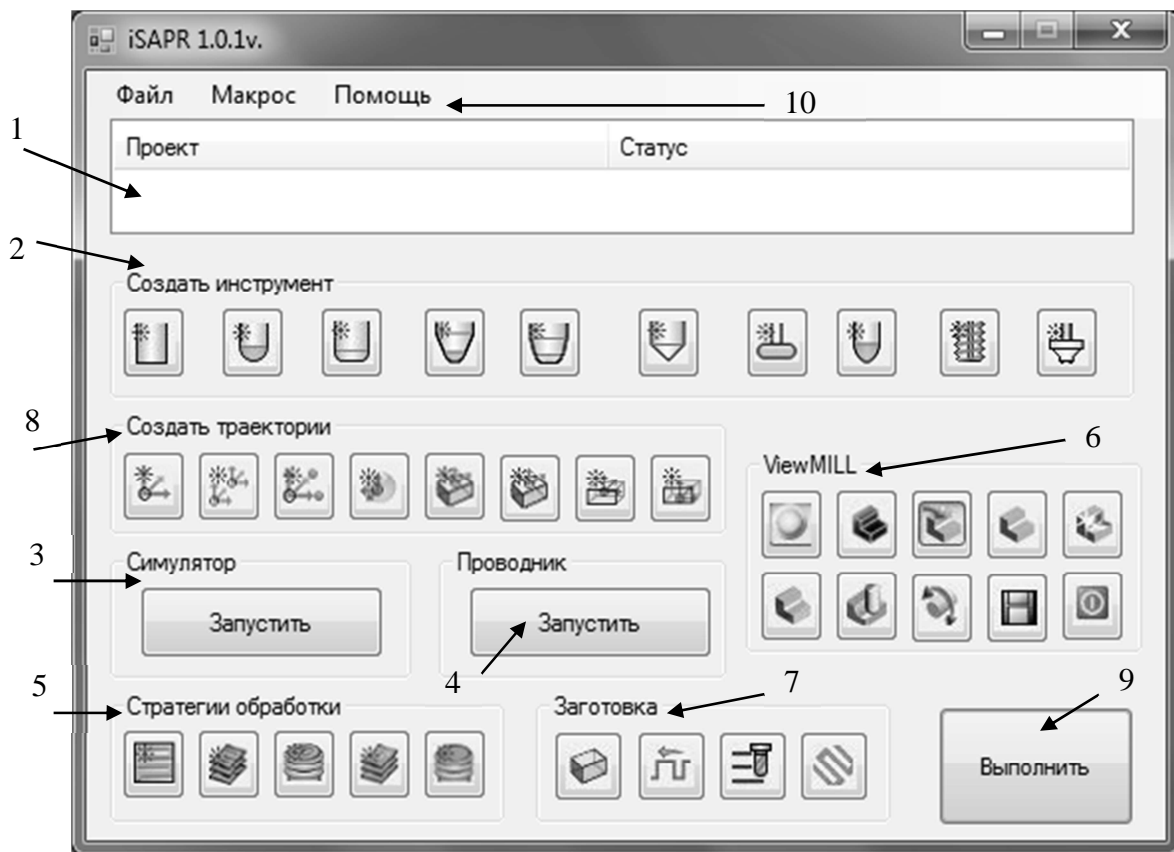 iSAPR 1.0.1v.
Файл Макрос Помощь
10
1
Проект Статус
2
Создать инструмент
8
Создать траектории
6
ViewMILL
3
Симулятор Проводник
Запустить Запустить
5
4
7
9
Стратегии обработки Заготовка
Выполнить